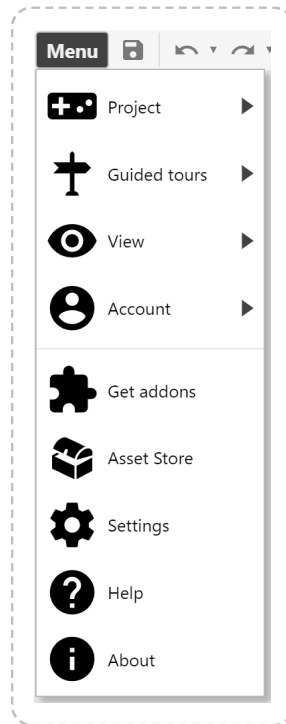 Menu
Project
Guided tours
View
Account
Get addons
Asset Store
Settings
Help
About